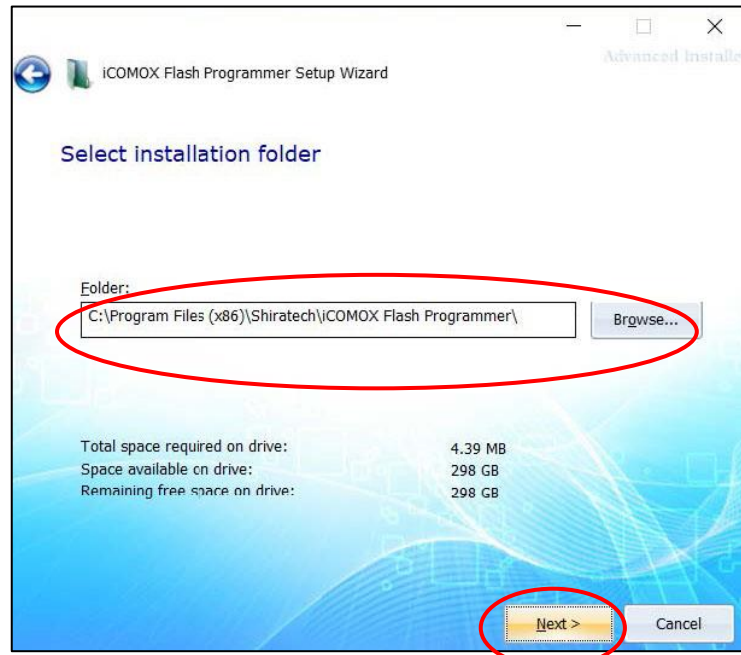 Advanced Installe
iCOMOX Flash Programmer Setup Wizard
Select installation folder
Folder:
C:\Program Files (x86)\Shiratech\iCOMOX Flash Programmer\
Browse...
Total space required on drive: 4.39 MB
Space available on drive: 298 GB
Remaining free space on drive: 298 GB
Next > Cancel